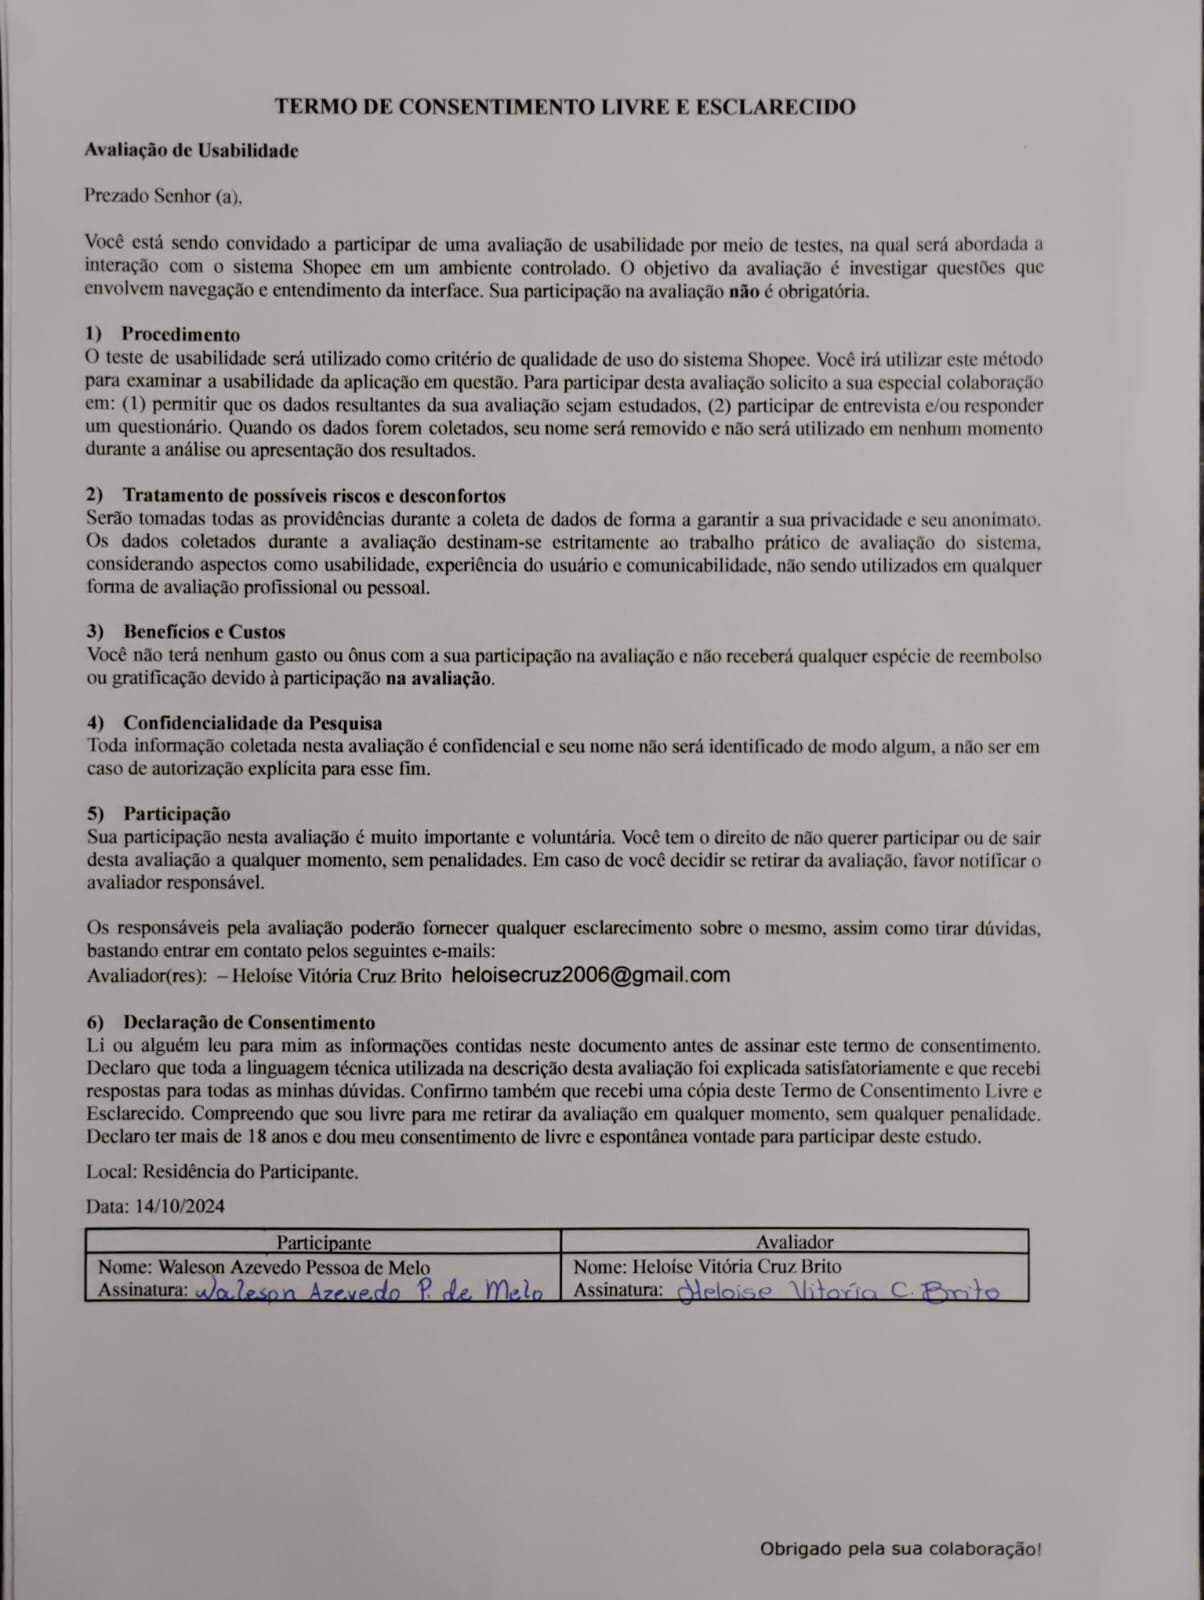 TERMO DE CONSENTIMENTO LIVRE E ESCLARECIDO
Avaliação de Usabilidade
Prezado Senhor (a),
Você está sendo convidado a participar de uma avaliação de usabilidade por meio de testes, na qual será abordada a
interação com o sistema Shopee em um ambiente controlado. O objetivo da avaliação é investigar questões que
envolvem navegação e entendimento da interface. Sua participação na avaliação não é obrigatória.
1) Procedimento
O teste de usabilidade será utilizado como critério de qualidade de uso do sistema Shopee. Você irá utilizar este método
para examinar a usabilidade da aplicação em questão. Para participar desta avaliação solicito a sua especial colaboração
em: (1) permitir que os dados resultantes da sua avaliação sejam estudados, (2) participar de entrevista e/ou responder
um questionário. Quando os dados forem coletados, seu nome será removido e não será utilizado em nenhum momento
durante a análise ou apresentação dos resultados.
2) Tratamento de possíveis riscos e desconfortos
Serão tomadas todas as providências durante a coleta de dados de forma a garantir a sua privacidade e seu anonimato.
Os dados coletados durante a avaliação destinam-se estritamente ao trabalho prático de avaliação do sistema,
considerando aspectos como usabilidade, experiência do usuário e comunicabilidade, não sendo utilizados em qualquer
forma de avaliação profissional ou pessoal.
3) Benefícios e Custos
Você não terá nenhum gasto ou ônus com a sua participação na avaliação e não receberá qualquer espécie de reembolso
ou gratificação devido à participação na avaliação.
4) Confidencialidade da Pesquisa
Toda informação coletada nesta avaliação é confidencial e seu nome não será identificado de modo algum, a não ser em
caso de autorização explícita para esse fim.
5) Participação
Sua participação nesta avaliação é muito importante e voluntária. Você tem o direito de não querer participar ou de sair
desta avaliação a qualquer momento, sem penalidades. Em caso de você decidir se retirar da avaliação, favor notificar o
avaliador responsável.
Os responsáveis pela avaliação poderão fornecer qualquer esclarecimento sobre o mesmo, assim como tirar dúvidas,
bastando entrar em contato pelos seguintes e-mails:
Avaliador(res): – Heloíse Vitória Cruz Brito heloisecruz2006@gmail.com
6) Declaração de Consentimento
Li ou alguém leu para mim as informações contidas neste documento antes de assinar este termo de consentimento.
Declaro que toda a linguagem técnica utilizada na descrição desta avaliação foi explicada satisfatoriamente e que recebi
respostas para todas as minhas dúvidas. Confirmo também que recebi uma cópia deste Termo de Consentimento Livre e
Esclarecido. Compreendo que sou livre para me retirar da avaliação em qualquer momento, sem qualquer penalidade.
Declaro ter mais de 18 anos e dou meu consentimento de livre e espontânea vontade para participar deste estudo.
Local: Residência do Participante.
Data: 14/10/2024
Participante
Nome: Waleson Azevedo Pessoa de Melo
Assinatura: Waleson Azevedo P. de Melo
Avaliador
Nome: Heloíse Vitória Cruz Brito
Assinatura: Heloise Vitória C. Brito
Obrigado pela sua colaboração!